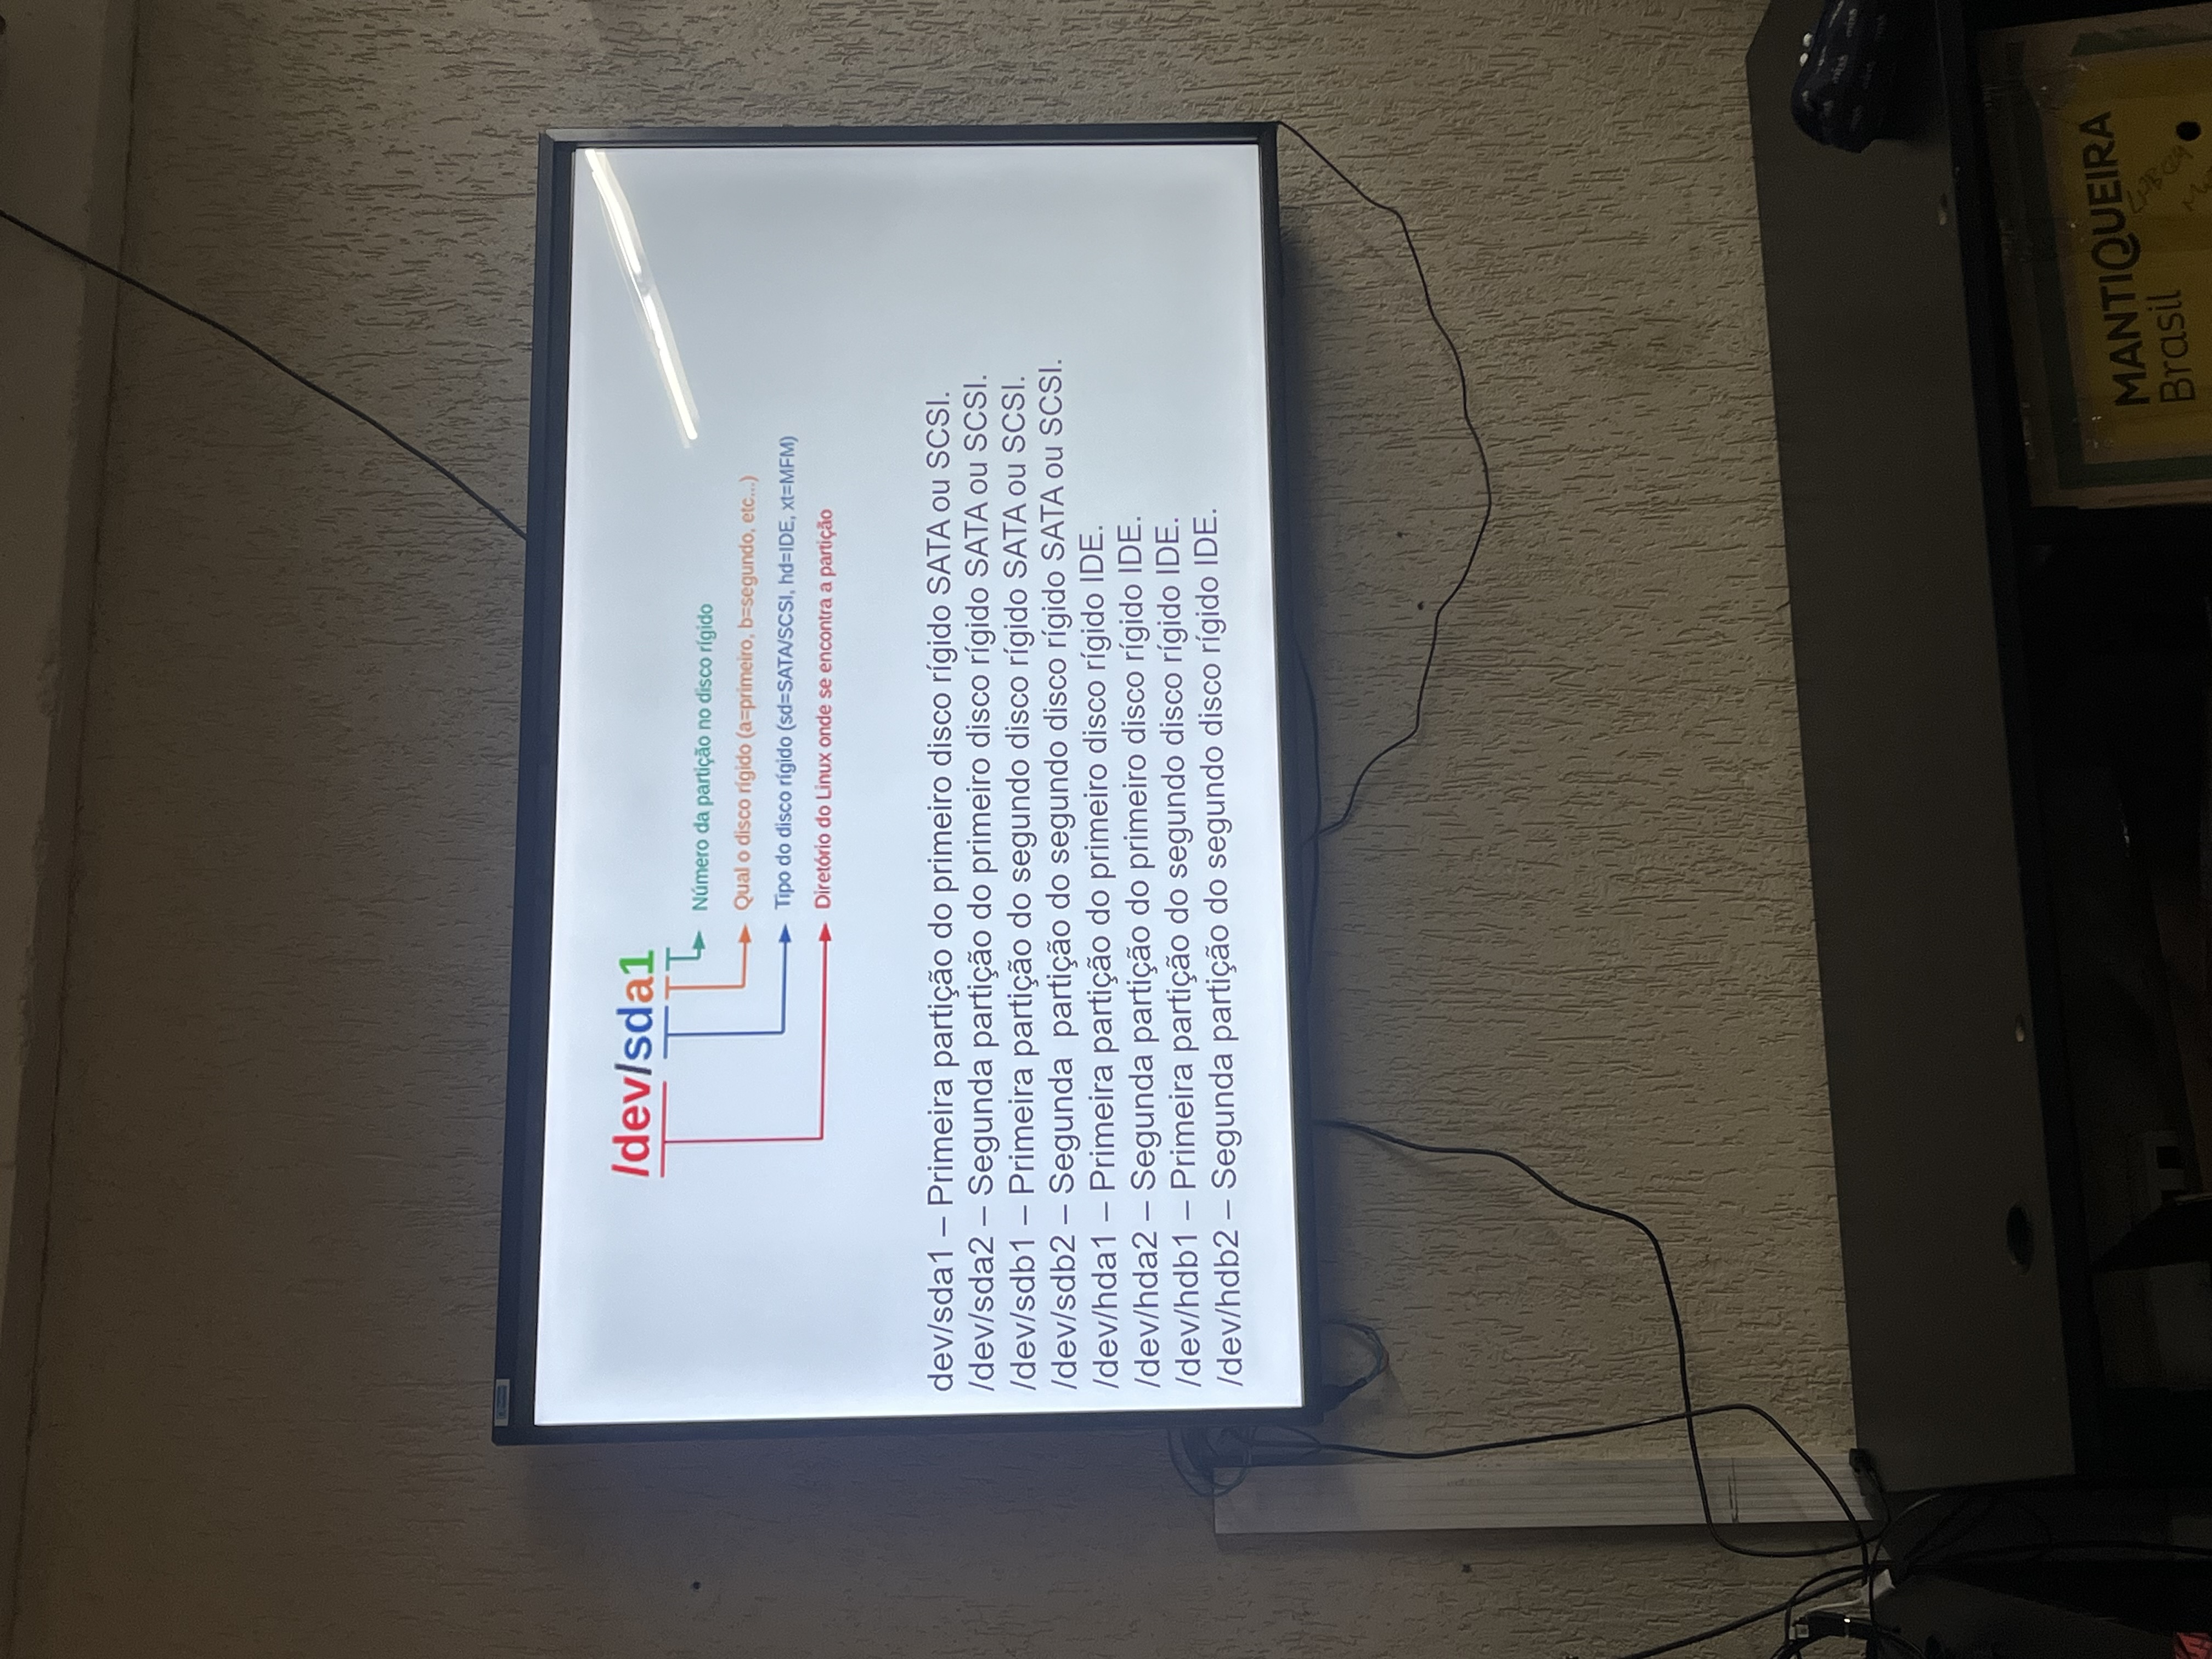 /dev/sda1
Número da partição no disco rígido
Qual o disco rígido (a=primeiro, b=segundo, etc...)
Tipo do disco rígido (sd=SATA/SCSI, hd=IDE, xt=MFM)
Diretório do Linux onde se encontra a partição
dev/sda1 – Primeira partição do primeiro disco rígido SATA ou SCSI.
/dev/sda2 – Segunda partição do primeiro disco rígido SATA ou SCSI.
/dev/sdb1 – Primeira partição do segundo disco rígido SATA ou SCSI.
/dev/sdb2 – Segunda  partição do segundo disco rígido SATA ou SCSI.
/dev/hda1 – Primeira partição do primeiro disco rígido IDE.
/dev/hda2 – Segunda partição do primeiro disco rígido IDE.
/dev/hdb1 – Primeira partição do segundo disco rígido IDE.
/dev/hdb2 – Segunda partição do segundo disco rígido IDE.
MANTIQUEIRA
Brasil